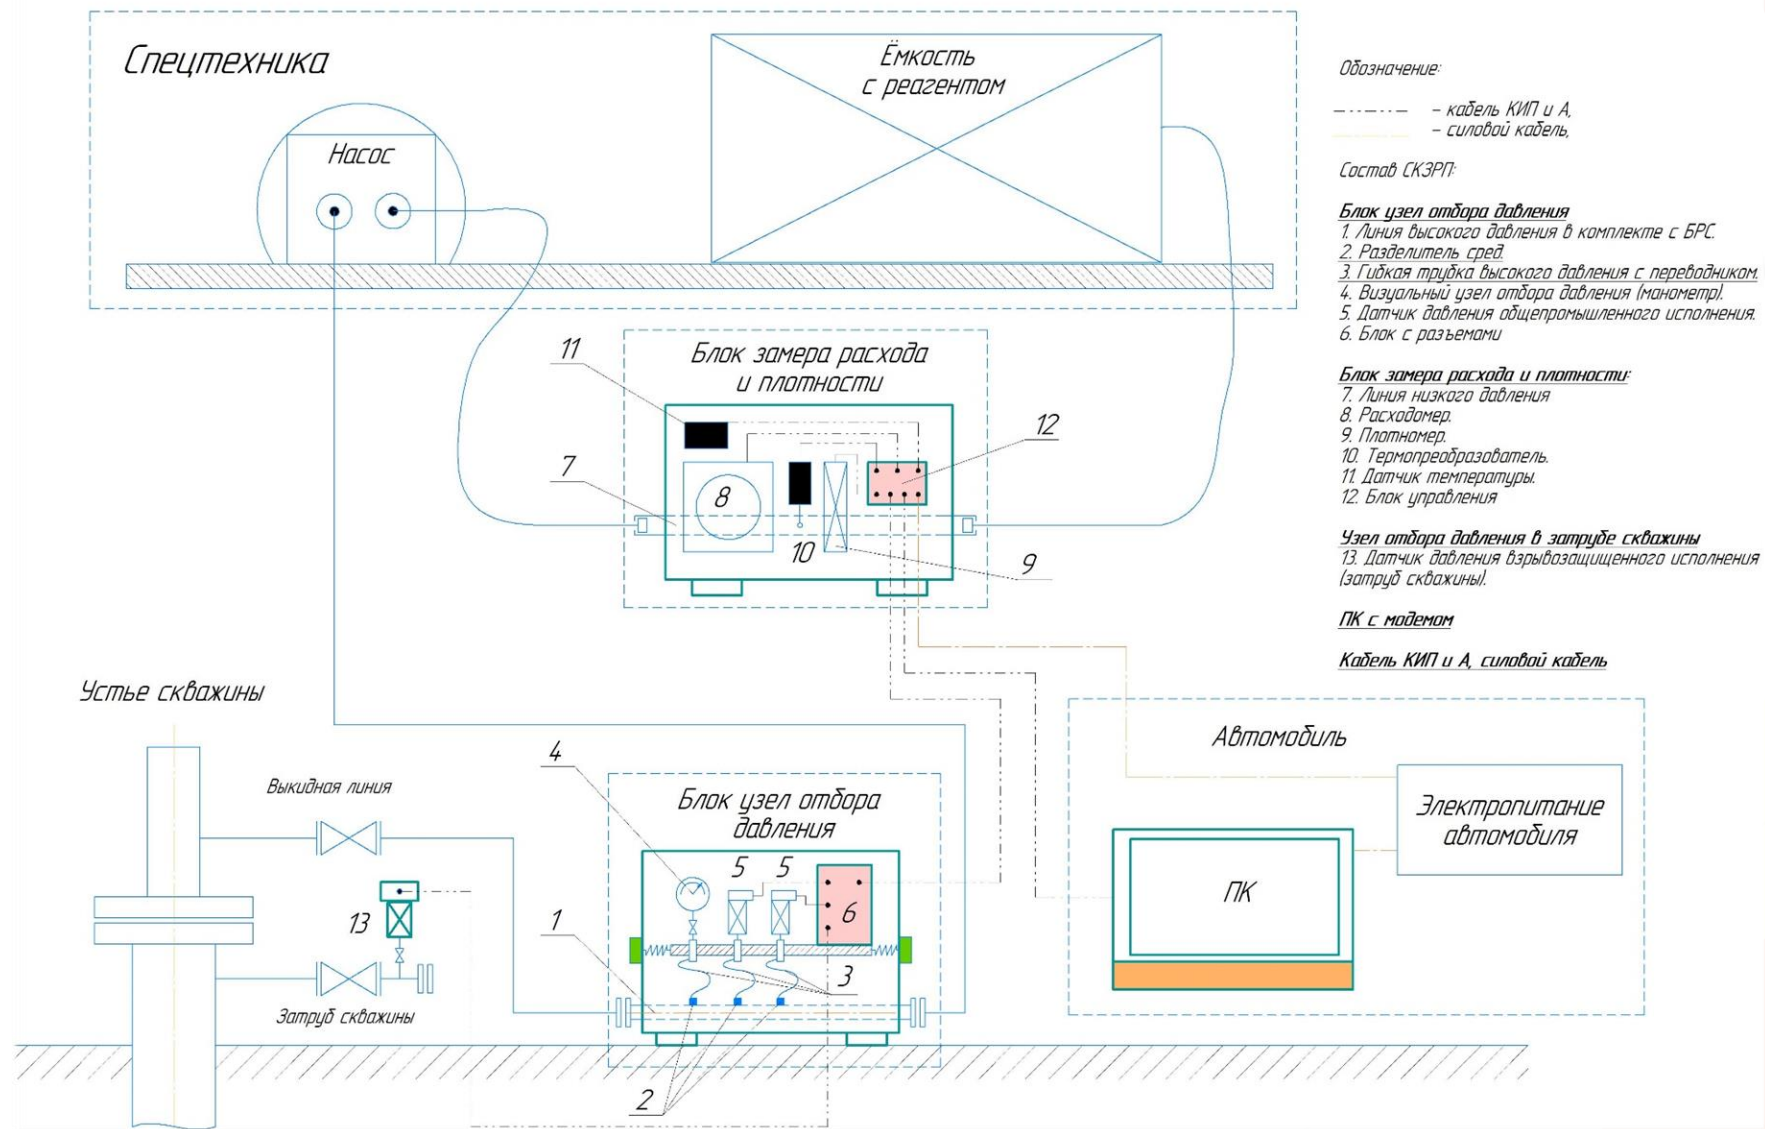 Спецтехника
Ёмкость
с реагентом
Насос
Обозначение:
– кабель КИП и А,
– силовой кабель,
Состав СКЗРП:
Блок узел отбора давления
1. Линия высокого давления в комплекте с БРС.
2. Разделитель сред.
3. Гибкая трубка высокого давления с переводником.
4. Визуальный узел отбора давления (манометр).
5. Датчик давления общепромышленного исполнения.
6. Блок с разъемами
Блок замера расхода и плотности:
7. Линия низкого давления
8. Расходомер.
9. Плотномер.
10. Термопреобразователь.
11. Датчик температуры.
12. Блок управления
Узел отбора давления в затрубе скважины
13. Датчик давления взрывозащищенного исполнения
(затруб скважины).
ПК с модемом
Кабель КИП и А, силовой кабель
Блок замера расхода
и плотности
11
12
7
8
10
9
Устье скважины
Выкидная линия
13
Затруб скважины
Блок узел отбора
давления
4
5
5
6
1
3
2
Автомобиль
Электропитание
автомобиля
ПК